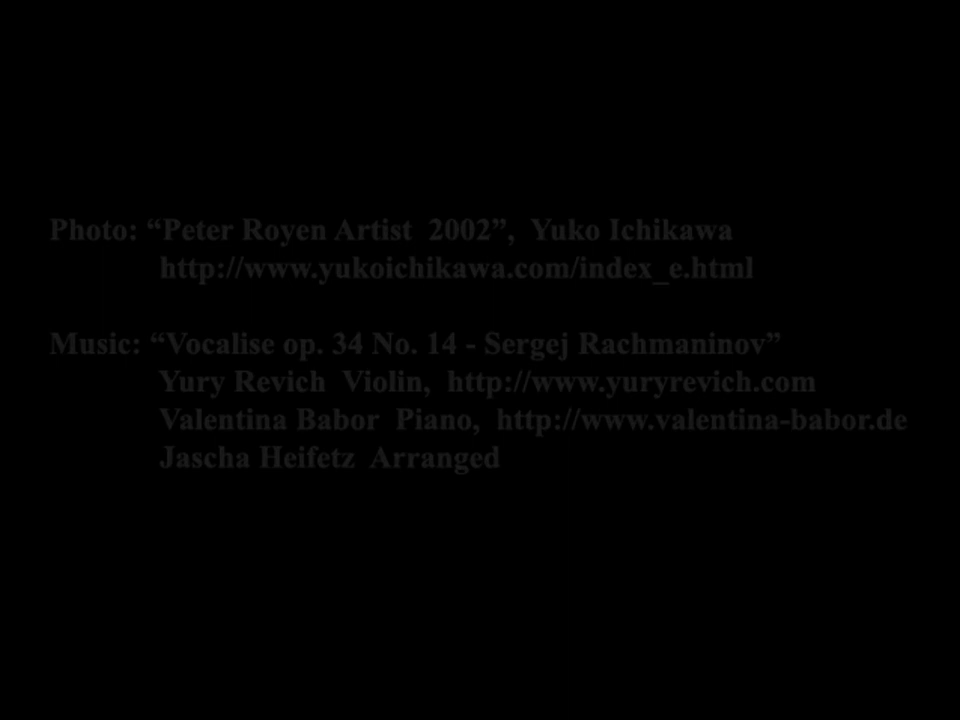 Photo: “Peter Royen Artist 2002”, Yuko Ichikawa
http://www.yukoichikawa.com/index_e.html
Music: “Vocalise op. 34 No. 14 - Sergej Rachmaninov”
Yury Revich Violin, http://www.yuryrevich.com
Valentina Babor Piano, http://www.valentina-babor.de
Jascha Heifetz Arranged